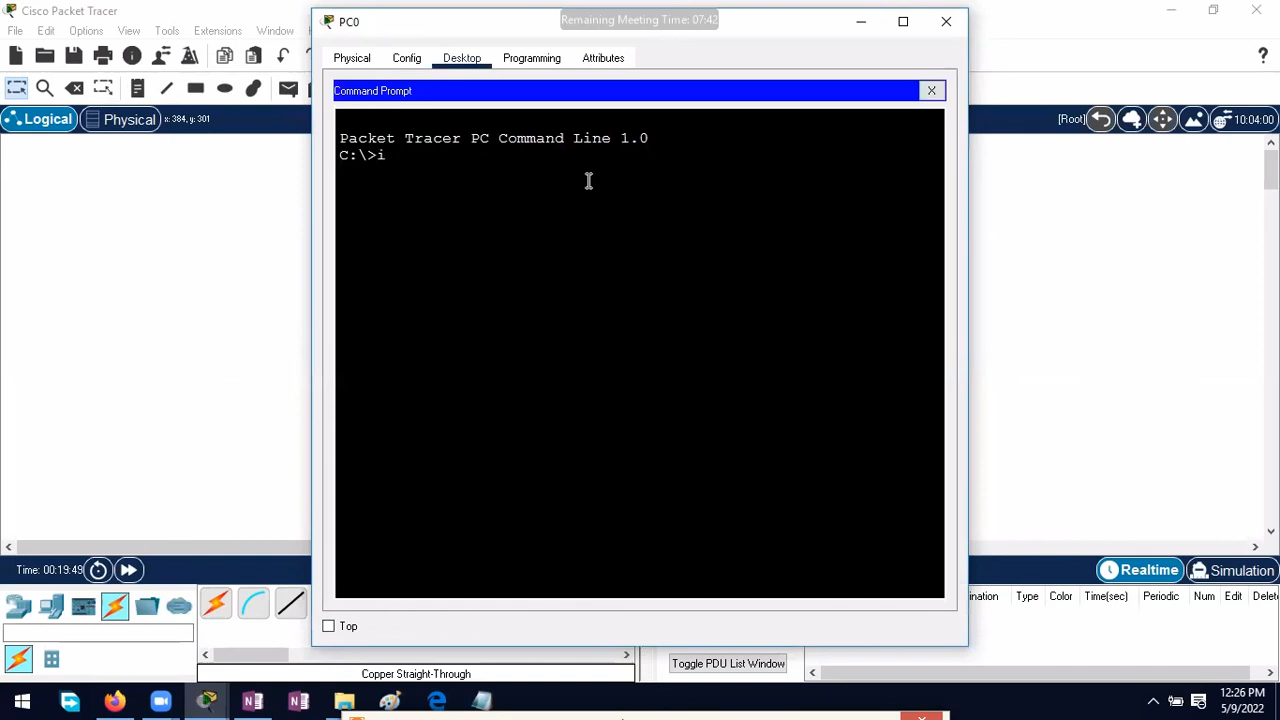 Cisco Packet Tracer
File Edit Options View Tools Extensions Window
?
Logical Physical x: 384, y: 301
[Root] 10:04:00
PC0
Remaining Meeting Time: 07:42
Physical Config Desktop Programming Attributes
Command Prompt X
Packet Tracer PC Command Line 1.0
C:\>i
Top
Time: 00:19:49
Realtime Simulation
Type Color Time(sec) Periodic Num Edit
Copper Straight-Through
Toggle PDU List Window
12:26 PM
5/9/2022